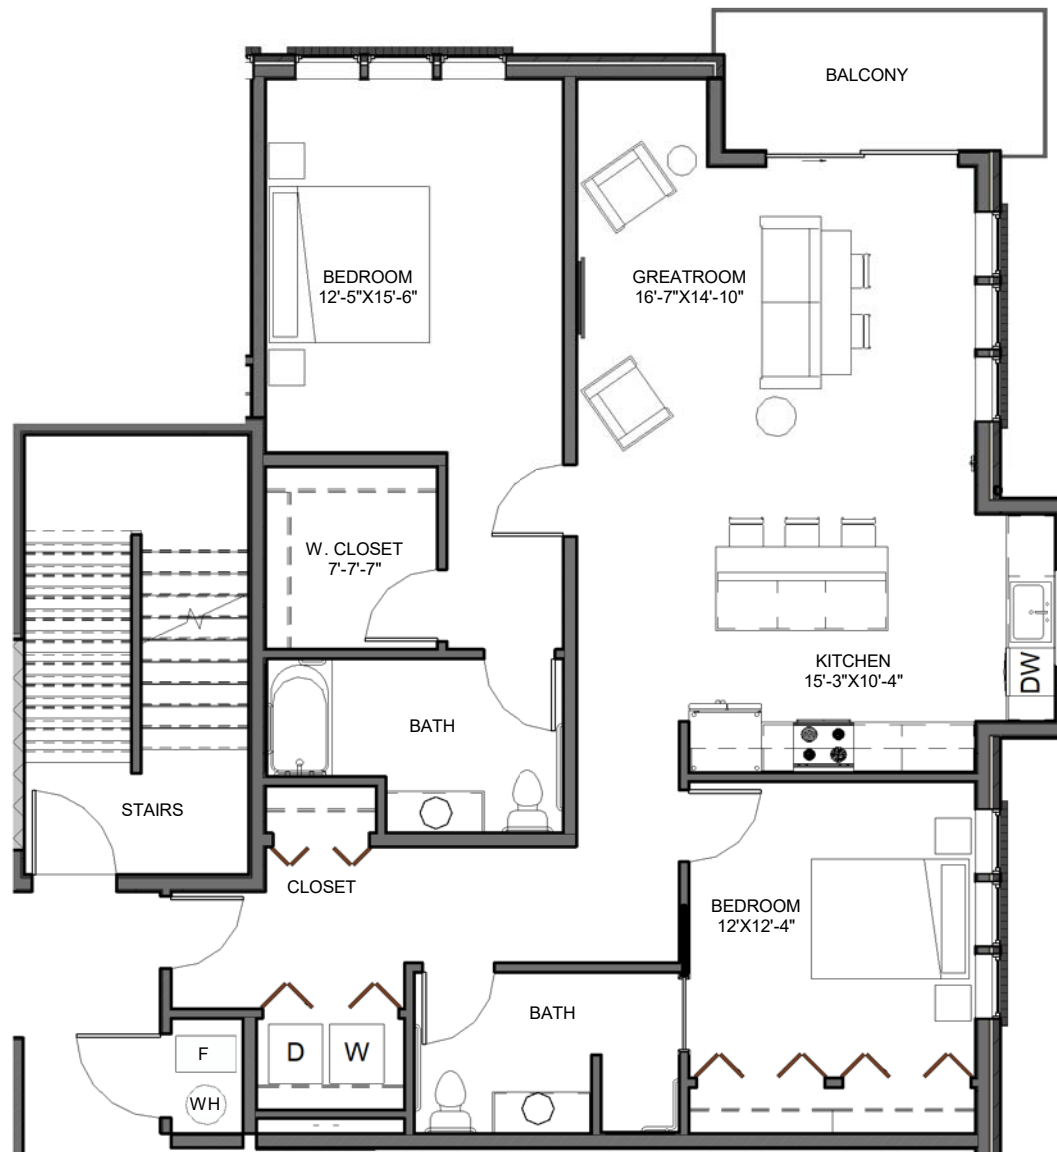 BALCONY
BEDROOM
12'-5"X15'-6"
GREATROOM
16'-7"X14'-10"
W. CLOSET
7'-7'-7"
KITCHEN
15'-3"X10'-4"
DW
BATH
STAIRS
CLOSET
BEDROOM
12'X12'-4"
BATH
D
W
F
WH